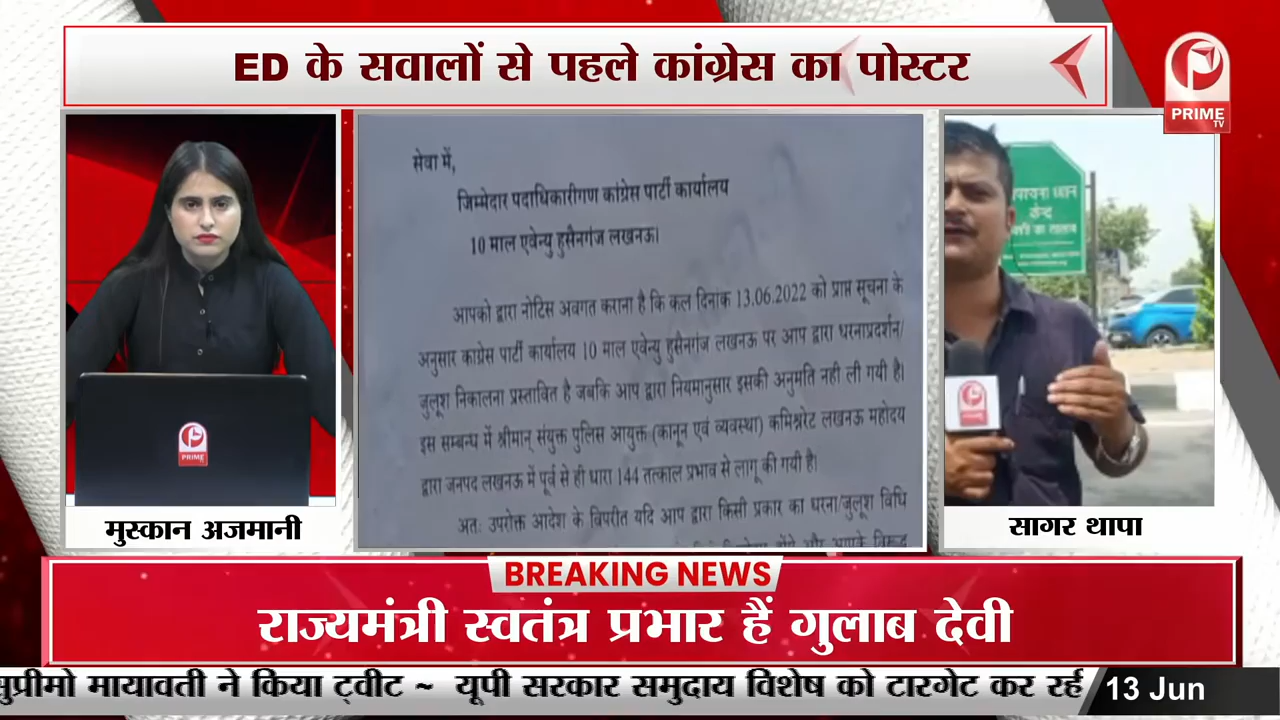 ED के सवालों से पहले कांग्रेस का पोस्टर
PRIME
TV
सेवा में,
जिम्मेदार पदाधिकारीगण कांग्रेस पार्टी कार्यालय
10 माल एवेन्यु हुसैनगंज लखनऊ।
आपको द्वारा नोटिस अवगत कराना है कि कल दिनांक 13.06.2022 को प्राप्त सूचना के
अनुसार काग्रेस पार्टी कार्यालय 10 माल एवेन्यु हुसैनगंज लखनऊ पर आप द्वारा धरनाप्रदर्शन/
जुलूश निकालना प्रस्तावित है जबकि आप द्वारा नियमानुसार इसकी अनुमति नही ली गयी है।
इस सम्बन्ध में श्रीमान् संयुक्त पुलिस आयुक्त (कानून एवं व्यवस्था) कमिश्नरेट लखनऊ महोदय
द्वारा जनपद लखनऊ में पूर्व से ही धारा 144 तत्काल प्रभाव से लागू की गयी है।
अतः उपरोक्त आदेश के विपरीत यदि आप द्वारा किसी प्रकार का धरना/जुलूश विधि
केन्द्र
PRIME
मुस्कान अजमानी
सागर थापा
BREAKING NEWS
राज्यमंत्री स्वतंत्र प्रभार हैं गुलाब देवी
सुप्रीमो मायावती ने किया ट्वीट ~ यूपी सरकार समुदाय विशेष को टारगेट कर रही
13 Jun